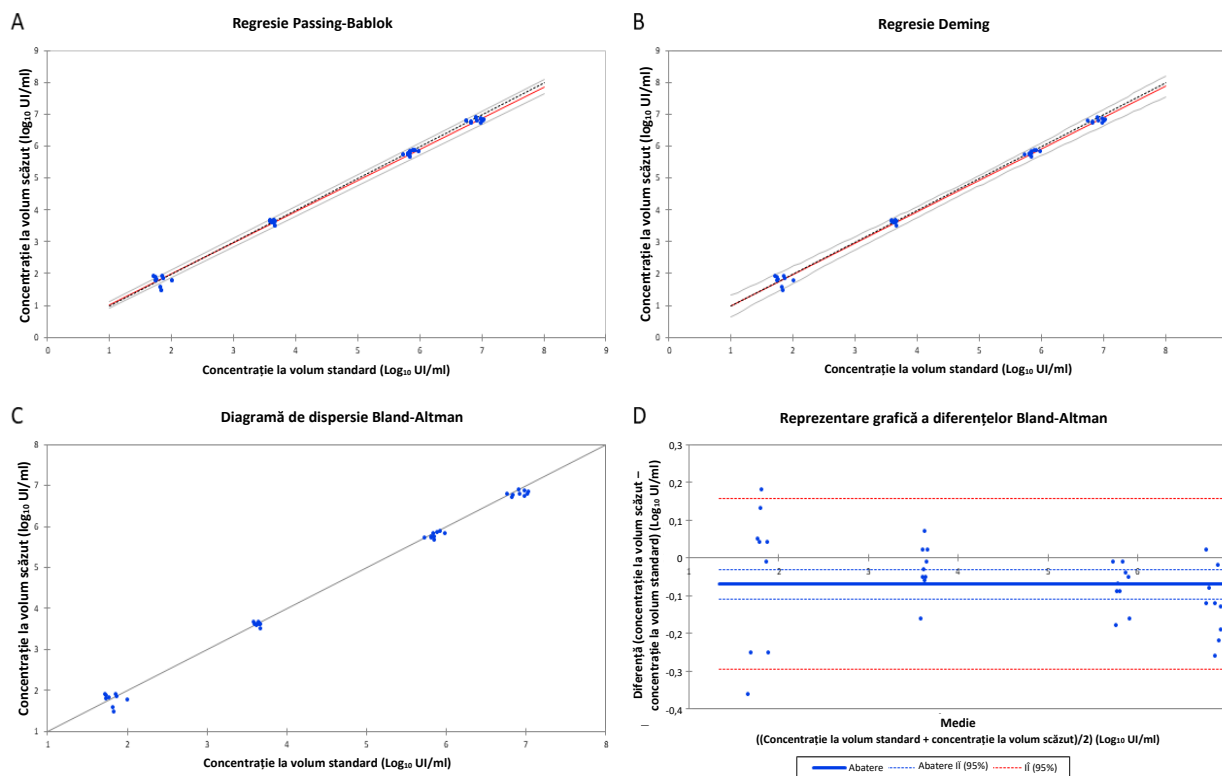 A
Regresie Passing-Bablok
Concentrație la volum scăzut (log₁₀ UI/ml)
9
8
7
6
5
4
3
2
1
0
1 2 3 4 5 6 7 8 9
Concentrație la volum standard (Log₁₀ UI/ml)
B
Regresie Deming
Concentrație la volum scăzut (log₁₀ UI/ml)
9
8
7
6
5
4
3
2
1
0
0 1 2 3 4 5 6 7 8
Concentrație la volum standard (Log₁₀ UI/ml)
C
Diagramă de dispersie Bland-Altman
Concentrație la volum scăzut (log₁₀ UI/ml)
8
7
6
5
4
3
2
1
1 2 3 4 5 6 7 8
Concentrație la volum standard (Log₁₀ UI/ml)
D
Reprezentare grafică a diferențelor Bland-Altman
Diferență (concentrație la volum scăzut –
concentrație la volum standard) (Log₁₀ UI/ml)
0,3
0,2
0,1
0
-0,1
-0,2
-0,3
-0,4
1 2 3 4 5 6
Medie
((Concentrație la volum standard + concentrație la volum scăzut)/2) (Log₁₀ UI/ml)
Abatere Abatere IÎ (95%) IÎ (95%)